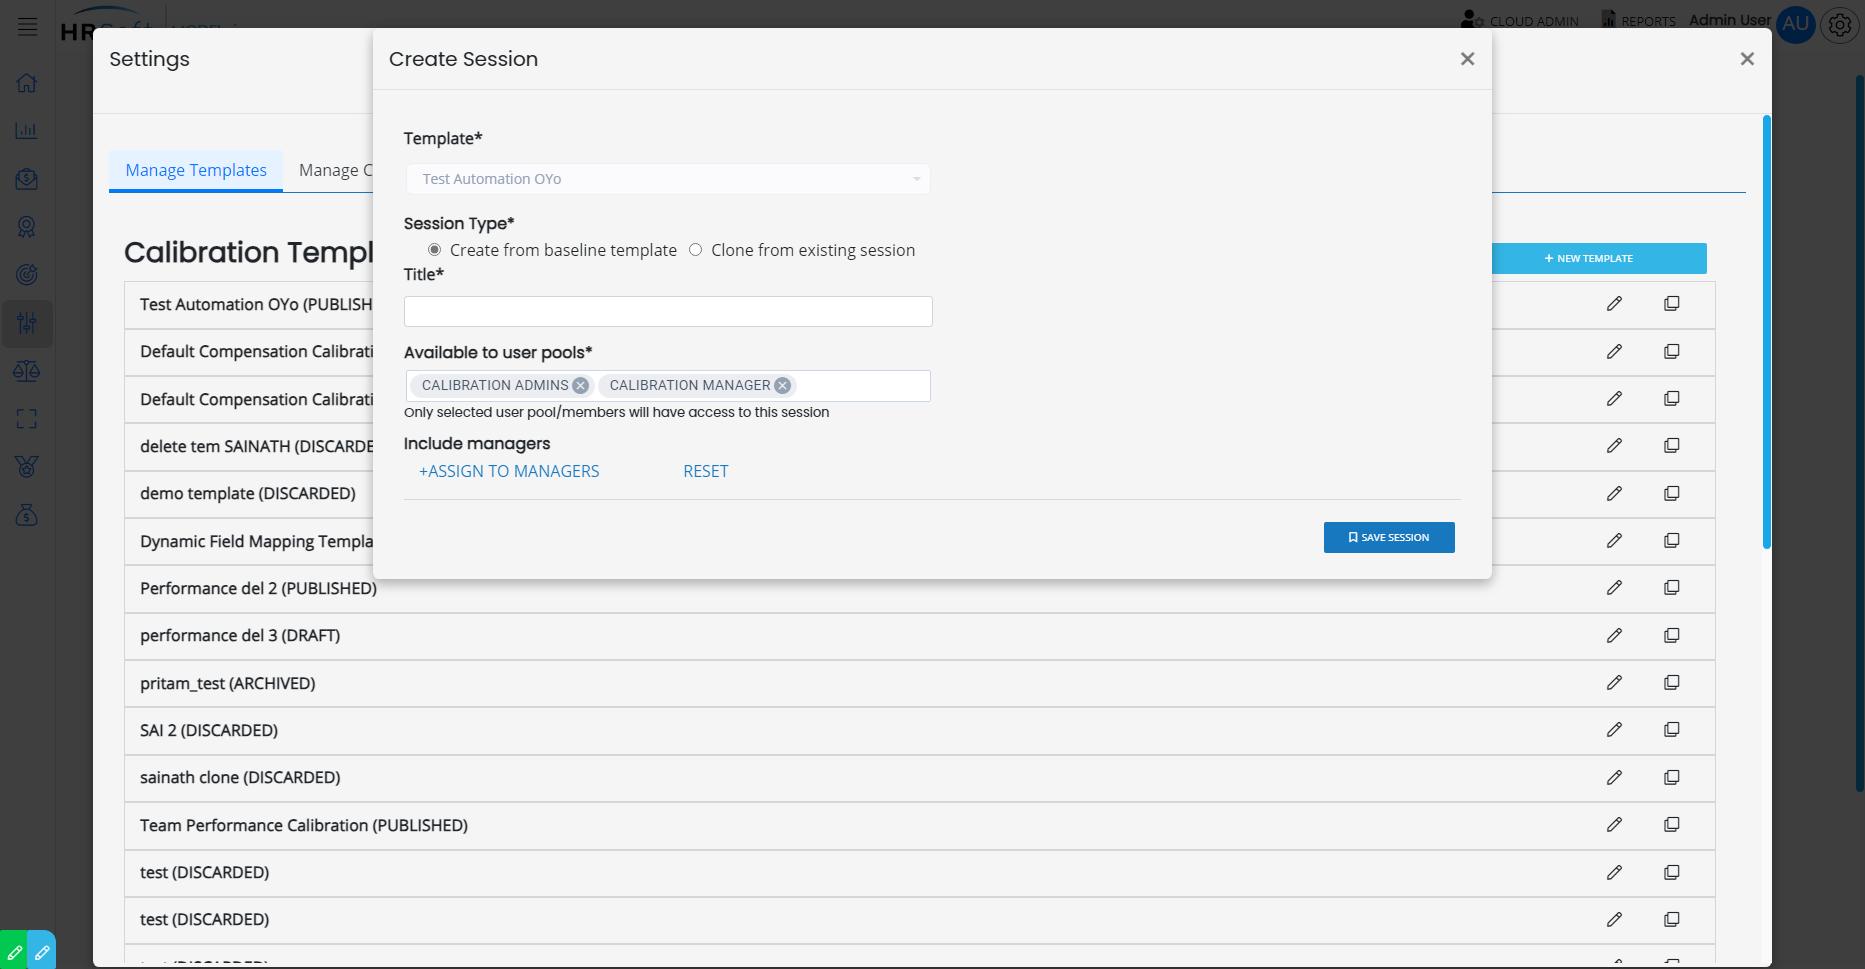 HRSoft
CLOUD ADMIN
REPORTS
Admin User
AU
Settings
Create Session
Template*
Manage Templates
Manage C
Test Automation OYo
Session Type*
Create from baseline template
Clone from existing session
Calibration Templ
+ NEW TEMPLATE
Title*
Test Automation OYo (PUBLISH
Default Compensation Calibrati
Available to user pools*
CALIBRATION ADMINS
CALIBRATION MANAGER
Default Compensation Calibrati
Only selected user pool/members will have access to this session
delete tem SAINATH (DISCARDE
Include managers
+ASSIGN TO MANAGERS
RESET
demo template (DISCARDED)
Dynamic Field Mapping Templa
SAVE SESSION
Performance del 2 (PUBLISHED)
performance del 3 (DRAFT)
pritam_test (ARCHIVED)
SAI 2 (DISCARDED)
sainath clone (DISCARDED)
Team Performance Calibration (PUBLISHED)
test (DISCARDED)
test (DISCARDED)